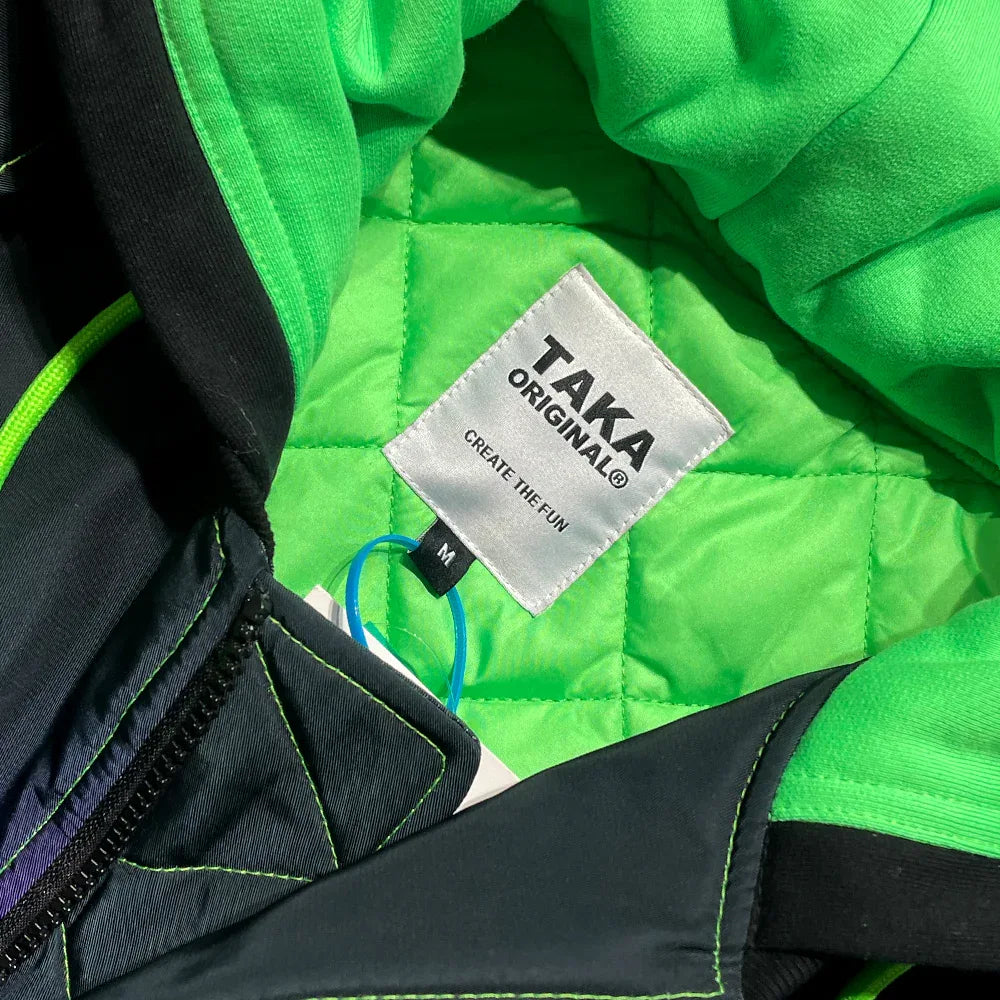 TAKA
ORIGINAL®
CREATE THE FUN
M